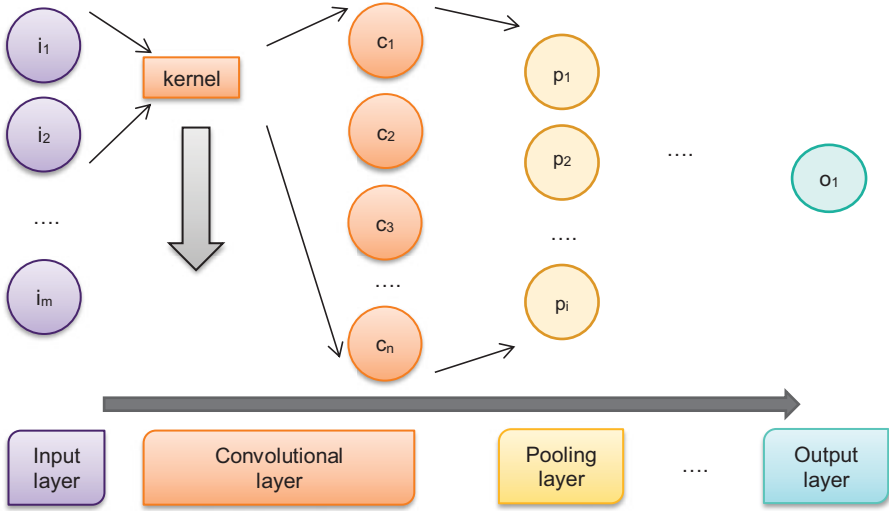 i₁
i₂
....
iₘ
kernel
c₁
c₂
c₃
....
cₙ
p₁
p₂
....
pᵢ
....
o₁
Input
layer
Convolutional
layer
Pooling
layer
....
Output
layer